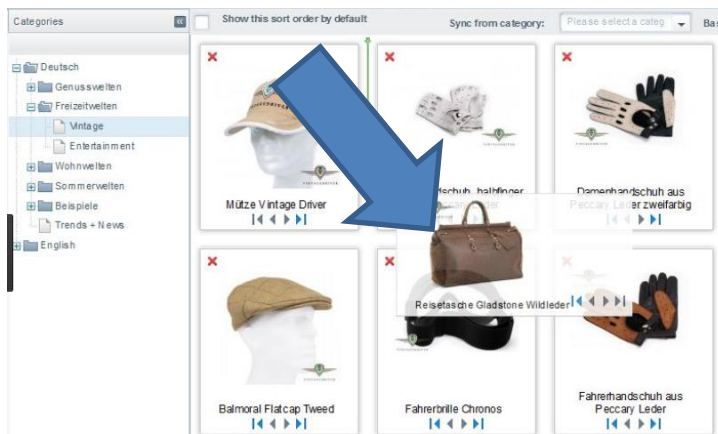 Categories
Show this sort order by default
Sync from category:
Please select a categ
Bas
Deutsch
Genusswelten
Freizeitwelten
Vintage
Entertainment
Wohnwelten
Sommerwelten
Beispiele
Trends + News
English
Mütze Vintage Driver
halbfinger
Damenhandschuh aus
Peccary Leder zweifarbig
Reisetasche Gladstone Wildleder
Balmoral Flatcap Tweed
Fahrerbrille Chronos
Fahrerhandschuh aus
Peccary Leder